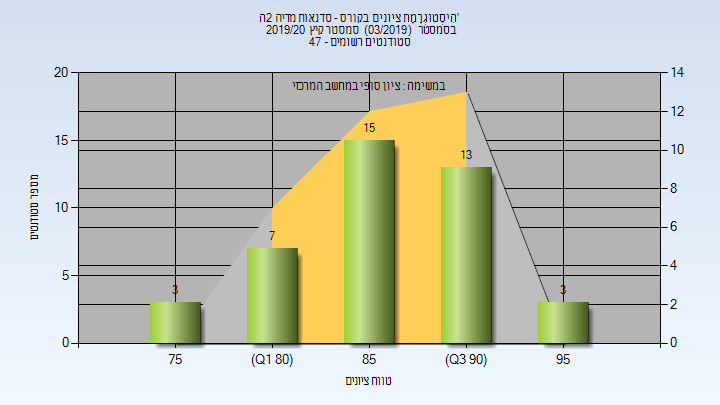 היסטוגרמת ציונים בקורס - סדנאות מדיה 2ה'
בסמסטר (03/2019) סמסטר קיץ 2019/20
סטודנטים רשומים - 47
במשימה : ציון סופי במחשב המרכזי
20
15
10
5
0
14
12
10
8
6
4
2
0
3
7
15
13
3
75
(Q1 80)
85
(Q3 90)
95
מספר סטודנטים
טווח ציונים